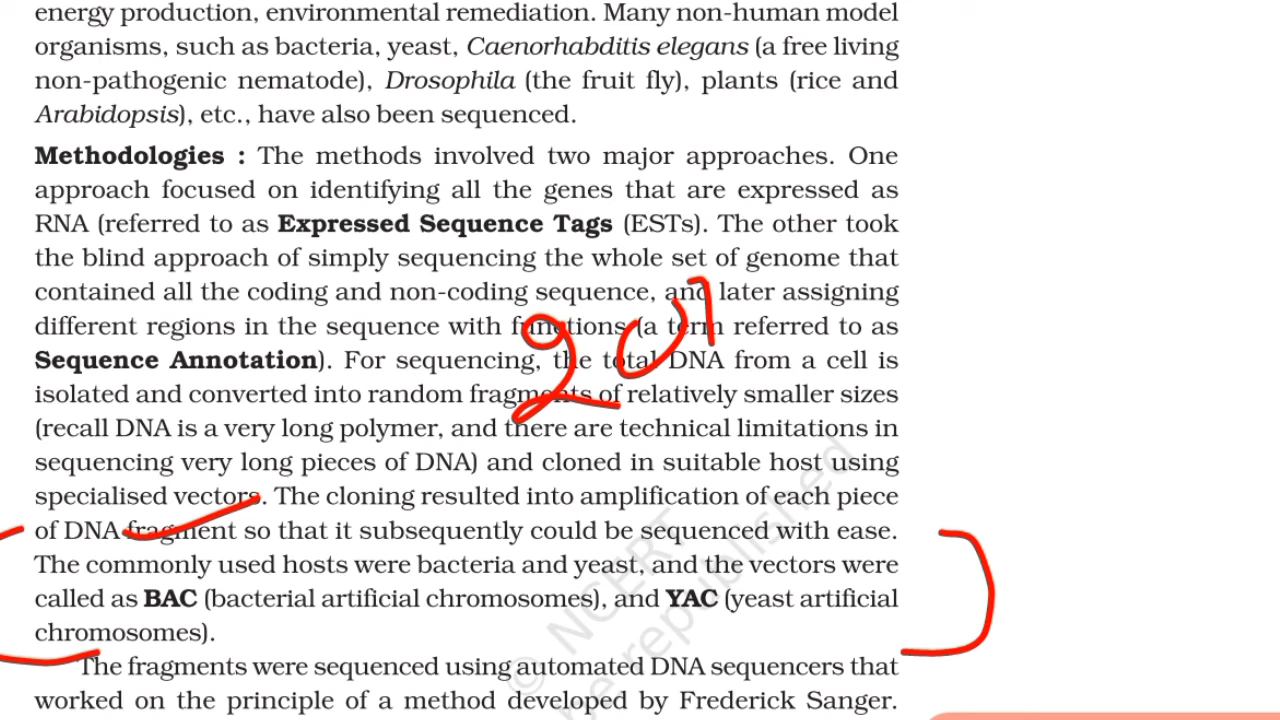 energy production, environmental remediation. Many non-human model
organisms, such as bacteria, yeast, Caenorhabditis elegans (a free living
non-pathogenic nematode), Drosophila (the fruit fly), plants (rice and
Arabidopsis), etc., have also been sequenced.
Methodologies : The methods involved two major approaches. One
approach focused on identifying all the genes that are expressed as
RNA (referred to as Expressed Sequence Tags (ESTs). The other took
the blind approach of simply sequencing the whole set of genome that
contained all the coding and non-coding sequence, and later assigning
different regions in the sequence with functions (a term referred to as
Sequence Annotation). For sequencing, the total DNA from a cell is
isolated and converted into random fragments of relatively smaller sizes
(recall DNA is a very long polymer, and there are technical limitations in
sequencing very long pieces of DNA) and cloned in suitable host using
specialised vectors. The cloning resulted into amplification of each piece
of DNA fragment so that it subsequently could be sequenced with ease.
The commonly used hosts were bacteria and yeast, and the vectors were
called as BAC (bacterial artificial chromosomes), and YAC (yeast artificial
chromosomes).
The fragments were sequenced using automated DNA sequencers that
worked on the principle of a method developed by Frederick Sanger.
© NCERT
be republished